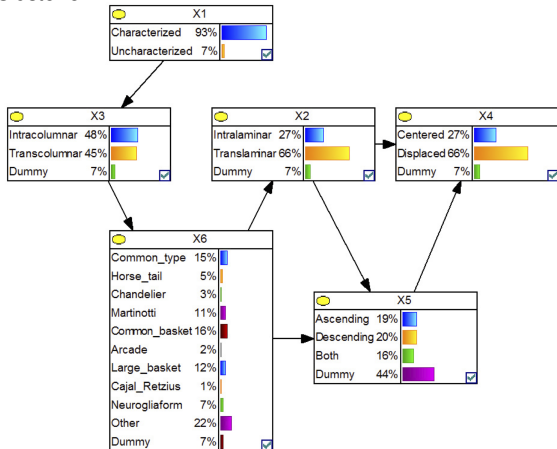 X1
Characterized 93%
Uncharacterized 7%
X3
Intracolumnar 48%
Transcolumnar 45%
Dummy 7%
X2
Intralaminar 27%
Translaminar 66%
Dummy 7%
X4
Centered 27%
Displaced 66%
Dummy 7%
X6
Common_type 15%
Horse_tail 5%
Chandelier 3%
Martinotti 11%
Common_basket 16%
Arcade 2%
Large_basket 12%
Cajal_Retzius 1%
Neurogliaform 7%
Other 22%
Dummy 7%
X5
Ascending 19%
Descending 20%
Both 16%
Dummy 44%